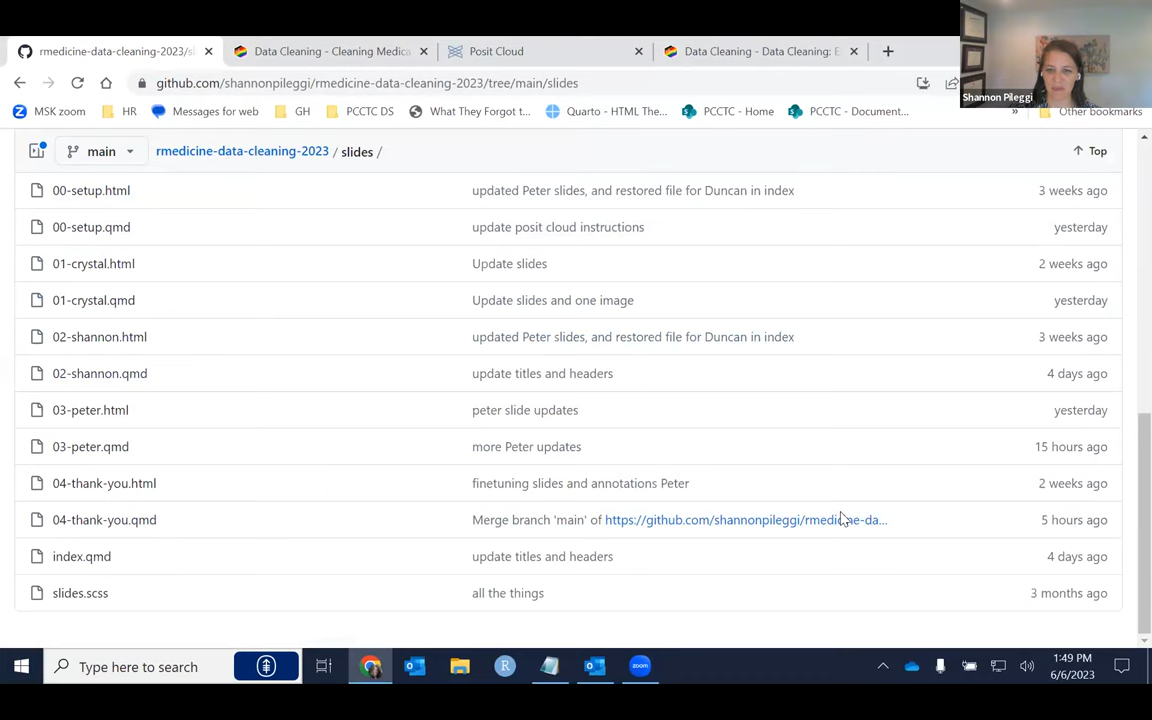 rmedicine-data-cleaning-2023/sl
Data Cleaning - Cleaning Medica
Posit Cloud
Data Cleaning - Data Cleaning: E
github.com/shannonpileggi/rmedicine-data-cleaning-2023/tree/main/slides
MSK zoom
HR
Messages for web
GH
PCCTC DS
What They Forgot t...
Quarto - HTML The...
PCCTC - Home
PCCTC - Document...
»
Other bookmarks
Shannon Pileggi
main
rmedicine-data-cleaning-2023 / slides /
Top
00-setup.html updated Peter slides, and restored file for Duncan in index 3 weeks ago
00-setup.qmd update posit cloud instructions yesterday
01-crystal.html Update slides 2 weeks ago
01-crystal.qmd Update slides and one image yesterday
02-shannon.html updated Peter slides, and restored file for Duncan in index 3 weeks ago
02-shannon.qmd update titles and headers 4 days ago
03-peter.html peter slide updates yesterday
03-peter.qmd more Peter updates 15 hours ago
04-thank-you.html finetuning slides and annotations Peter 2 weeks ago
04-thank-you.qmd Merge branch 'main' of https://github.com/shannonpileggi/rmedicine-da... 5 hours ago
index.qmd update titles and headers 4 days ago
slides.scss all the things 3 months ago
Type here to search
R
zoom
1:49 PM
6/6/2023